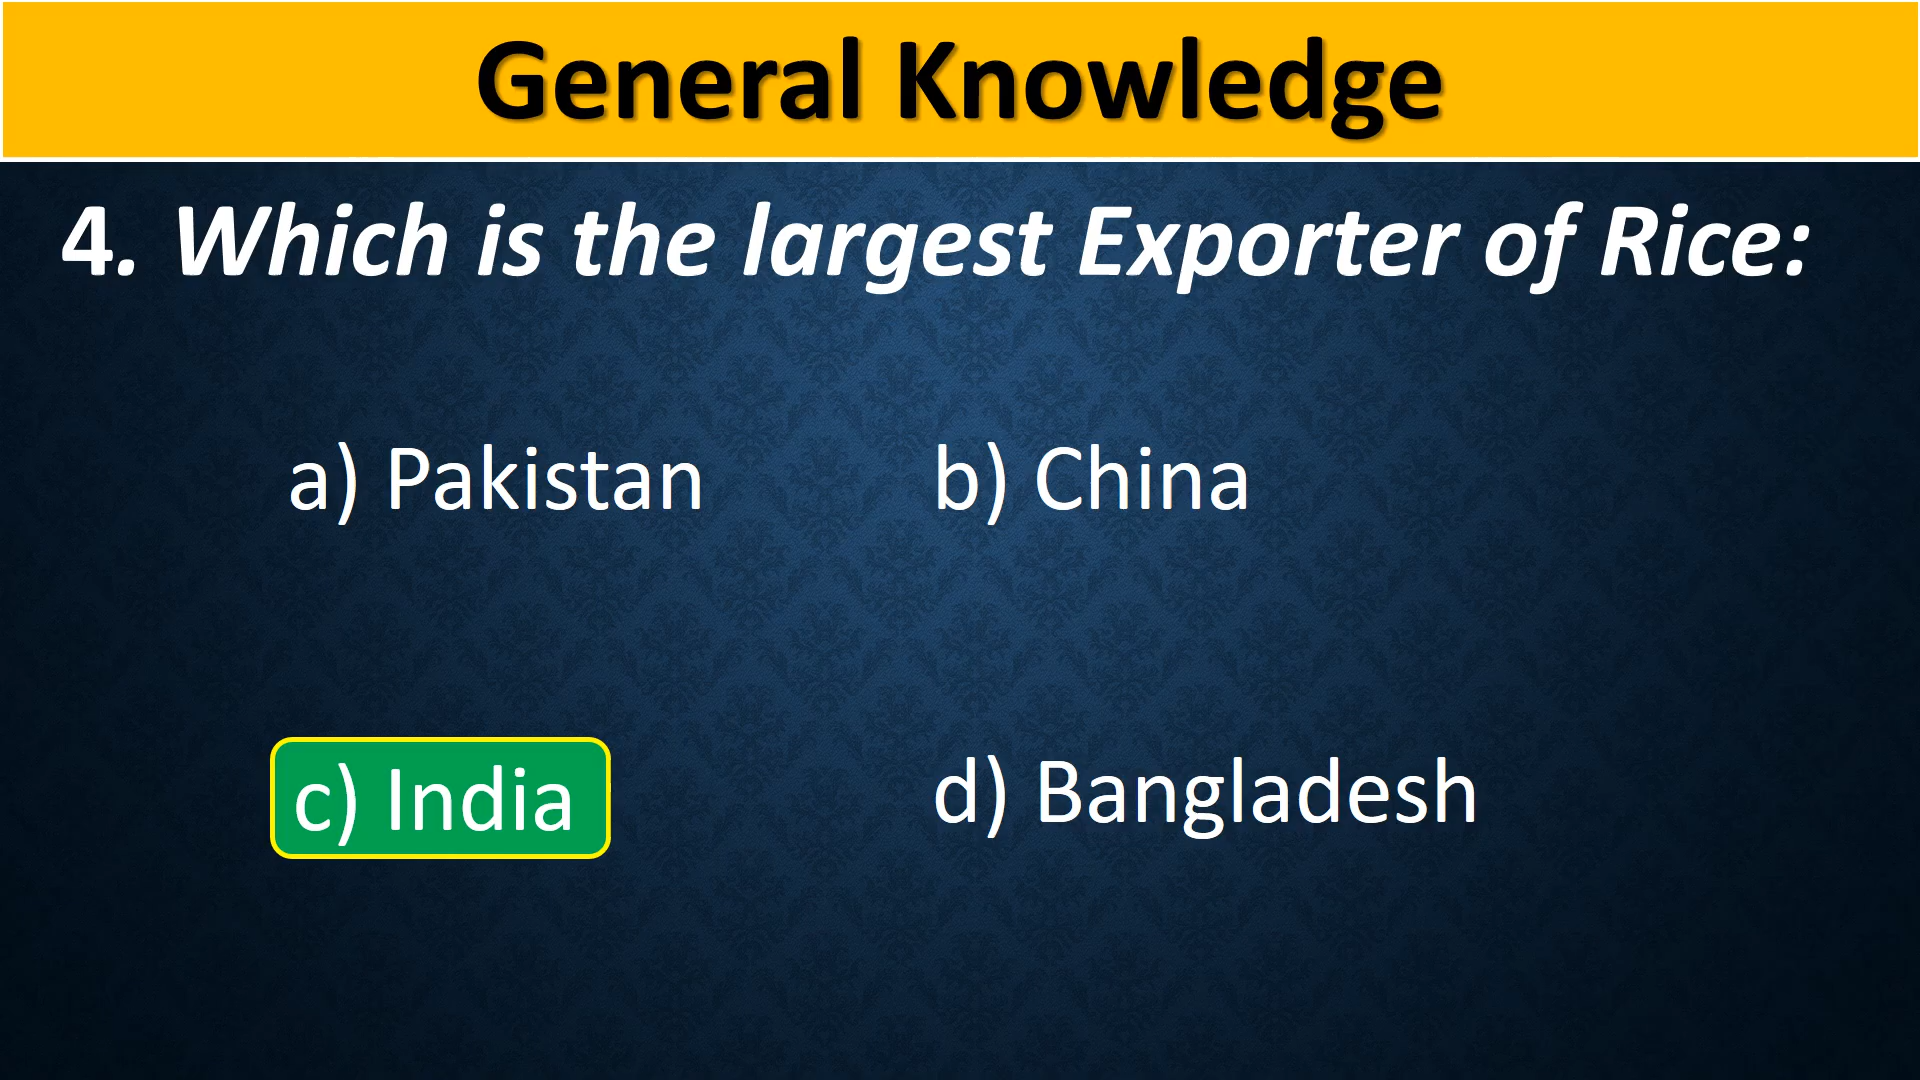 General Knowledge
4. Which is the largest Exporter of Rice:
a) Pakistan
b) China
c) India
d) Bangladesh